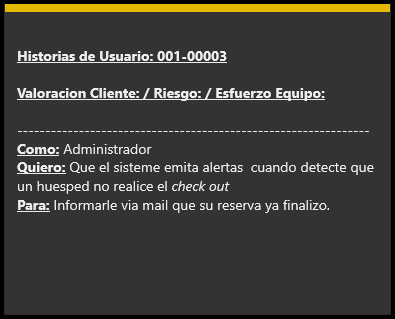 Historias de Usuario: 001-00003
Valoracion Cliente: / Riesgo: / Esfuerzo Equipo:
----------------------------------------------------------------
Como: Administrador
Quiero: Que el sisteme emita alertas  cuando detecte que
un huesped no realice el check out
Para: Informarle via mail que su reserva ya finalizo.